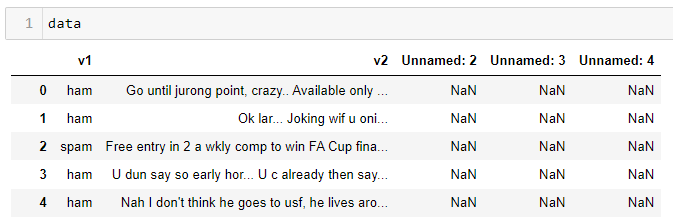 1 data
v1 v2 Unnamed: 2 Unnamed: 3 Unnamed: 4
0 ham Go until jurong point, crazy.. Available only ... NaN NaN NaN
1 ham Ok lar... Joking wif u oni... NaN NaN NaN
2 spam Free entry in 2 a wkly comp to win FA Cup fina... NaN NaN NaN
3 ham U dun say so early hor... U c already then say... NaN NaN NaN
4 ham Nah I don't think he goes to usf, he lives aro... NaN NaN NaN